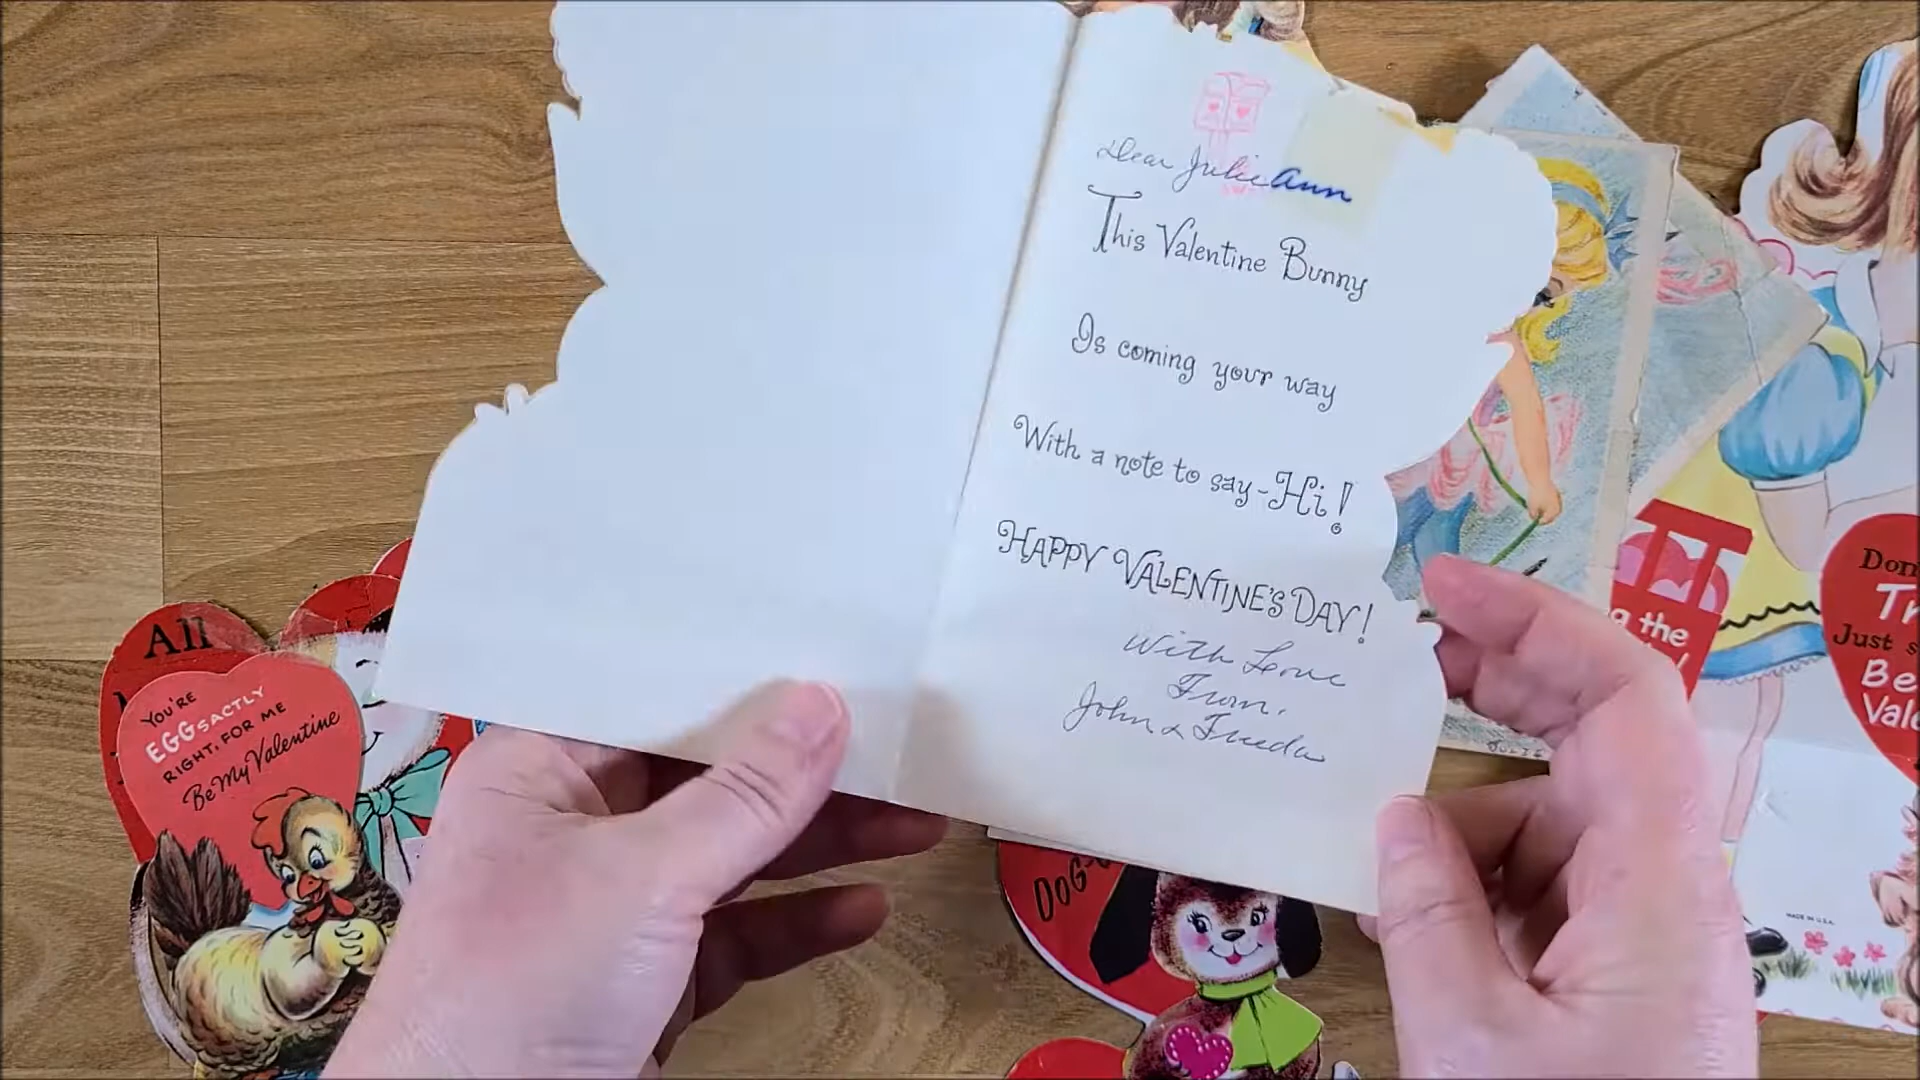 Dear Julie Ann
This Valentine Bunny
Is coming your way
With a note to say-Hi!
HAPPY VALENTINE'S DAY!
With Love
From,
John & Frieda
All
YOU'RE
EGGSACTLY
RIGHT, FOR ME
Be My Valentine
DOG-
g the
JULIE
Don
Tr
Just s
Be
Vale
MADE IN U.S.A.